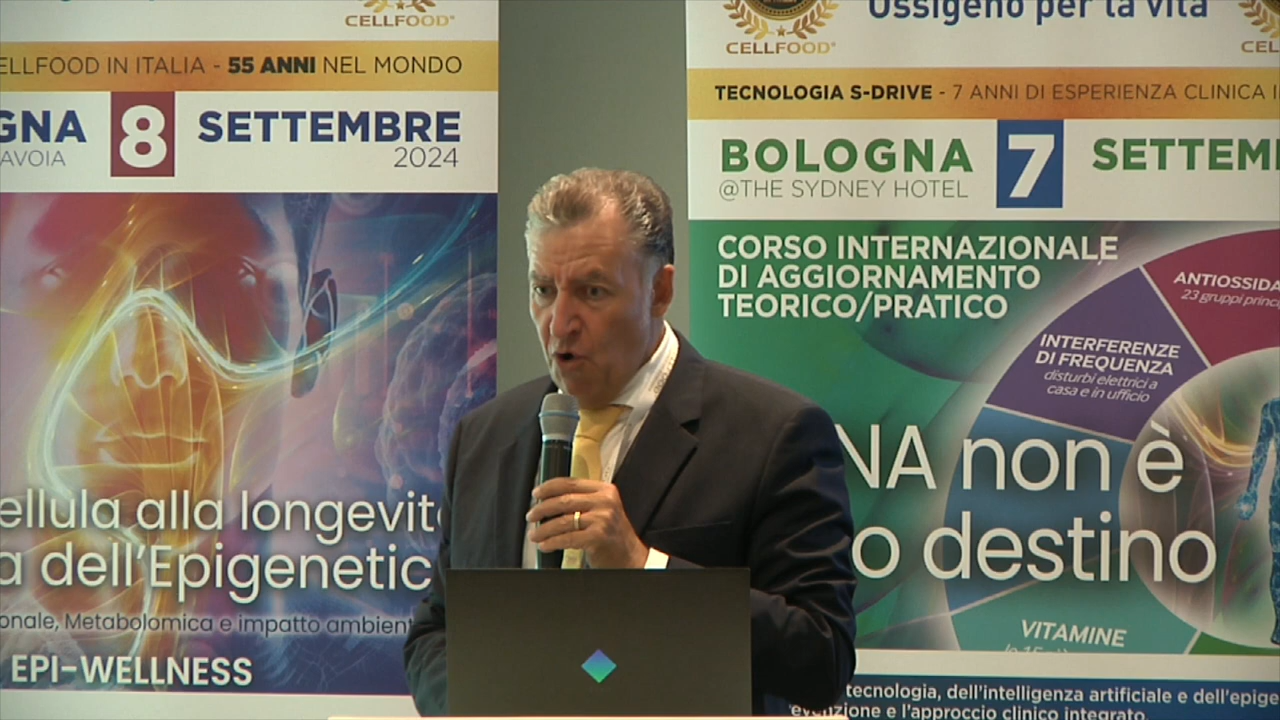 CELLFOOD®
ELLFOOD IN ITALIA - 55 ANNI NEL MONDO
GNA 8 SETTEMBRE
AVOIA 2024
ellula alla longevit
a dell'Epigenetic
onale, Metabolomica e impatto ambient
EPI-WELLNESS
Ossigeno per la vita
CELLFOOD®
CELL
TECNOLOGIA S-DRIVE - 7 ANNI DI ESPERIENZA CLINICA I
BOLOGNA 7 SETTEM
@THE SYDNEY HOTEL
CORSO INTERNAZIONALE
DI AGGIORNAMENTO
TEORICO/PRATICO
ANTIOSSIDA
23 gruppi princ
INTERFERENZE
DI FREQUENZA
disturbi elettrici a
casa e in ufficio
NA non è
o destino
VITAMINE
tecnologia, dell'intelligenza artificiale e dell'epige
evenzione e l'approccio clinico integrato.